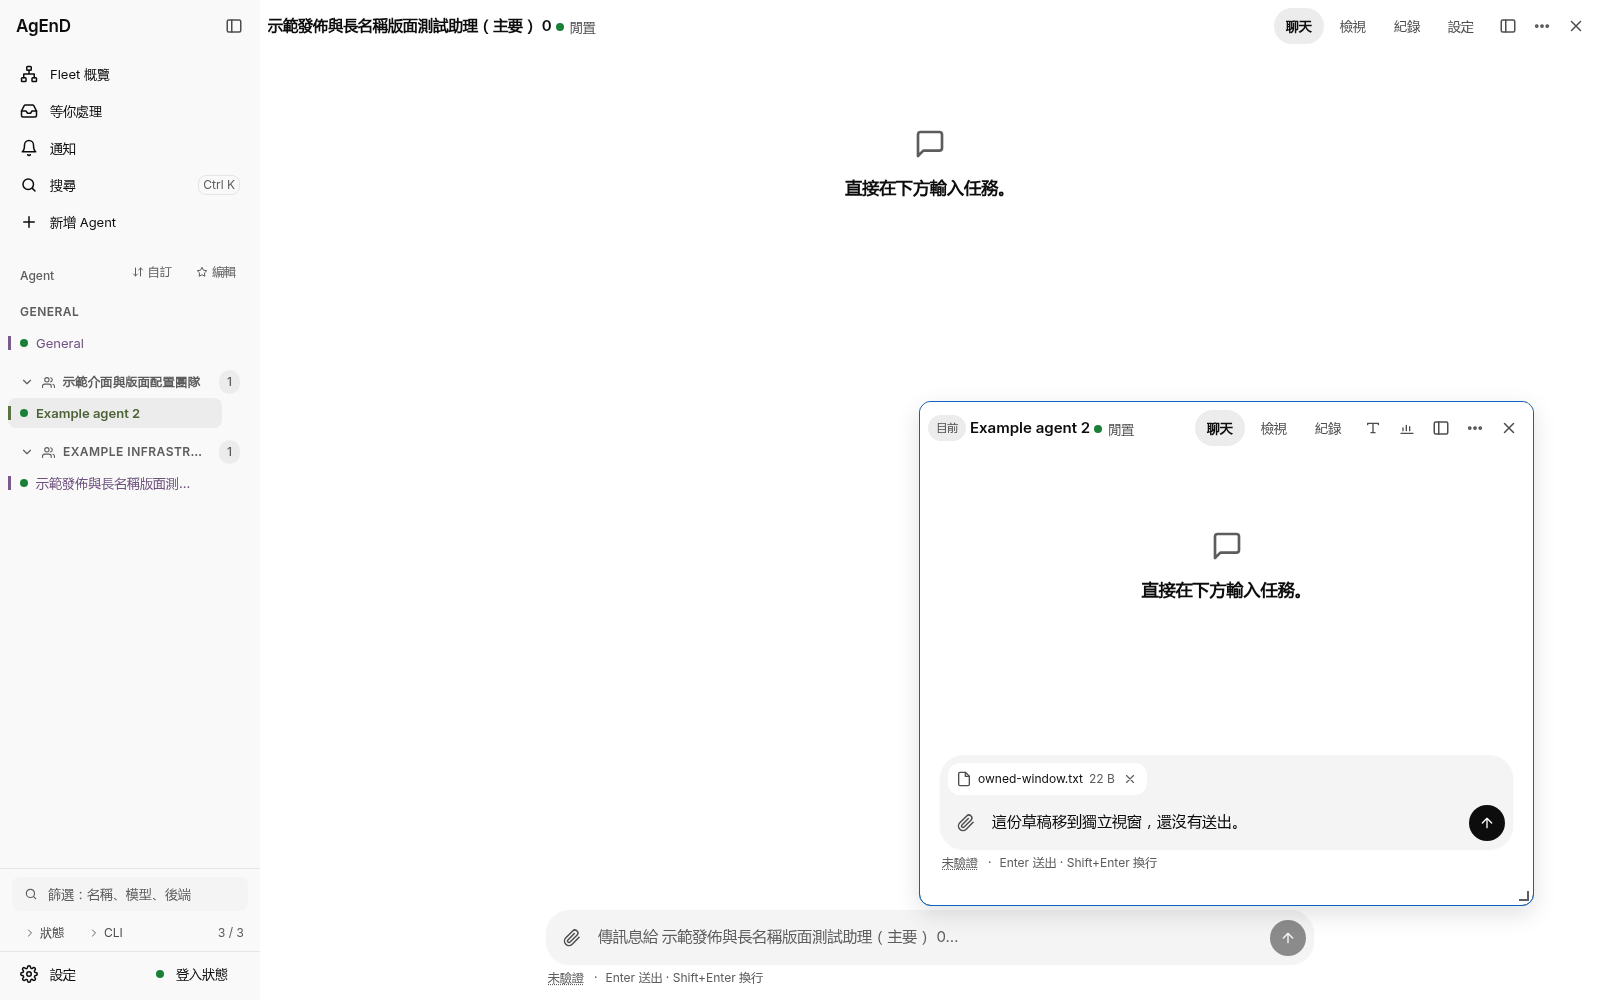 AgEnD
Fleet 概覽
等你處理
通知
搜尋 Ctrl K
新增 Agent
Agent 自訂 編輯
GENERAL
General
示範介面與版面配置團隊 1
Example agent 2
EXAMPLE INFRASTR... 1
示範發佈與長名稱版面測...
篩選：名稱、模型、後端
狀態 CLI 3 / 3
設定 登入狀態
示範發佈與長名稱版面測試助理（主要） 0 閒置 聊天 檢視 紀錄 設定
直接在下方輸入任務。
目前 Example agent 2 閒置 聊天 檢視 紀錄
直接在下方輸入任務。
owned-window.txt 22 B
這份草稿移到獨立視窗，還沒有送出。
未驗證 · Enter 送出 · Shift+Enter 換行
傳訊息給 示範發佈與長名稱版面測試助理（主要） 0...
未驗證 · Enter 送出 · Shift+Enter 換行